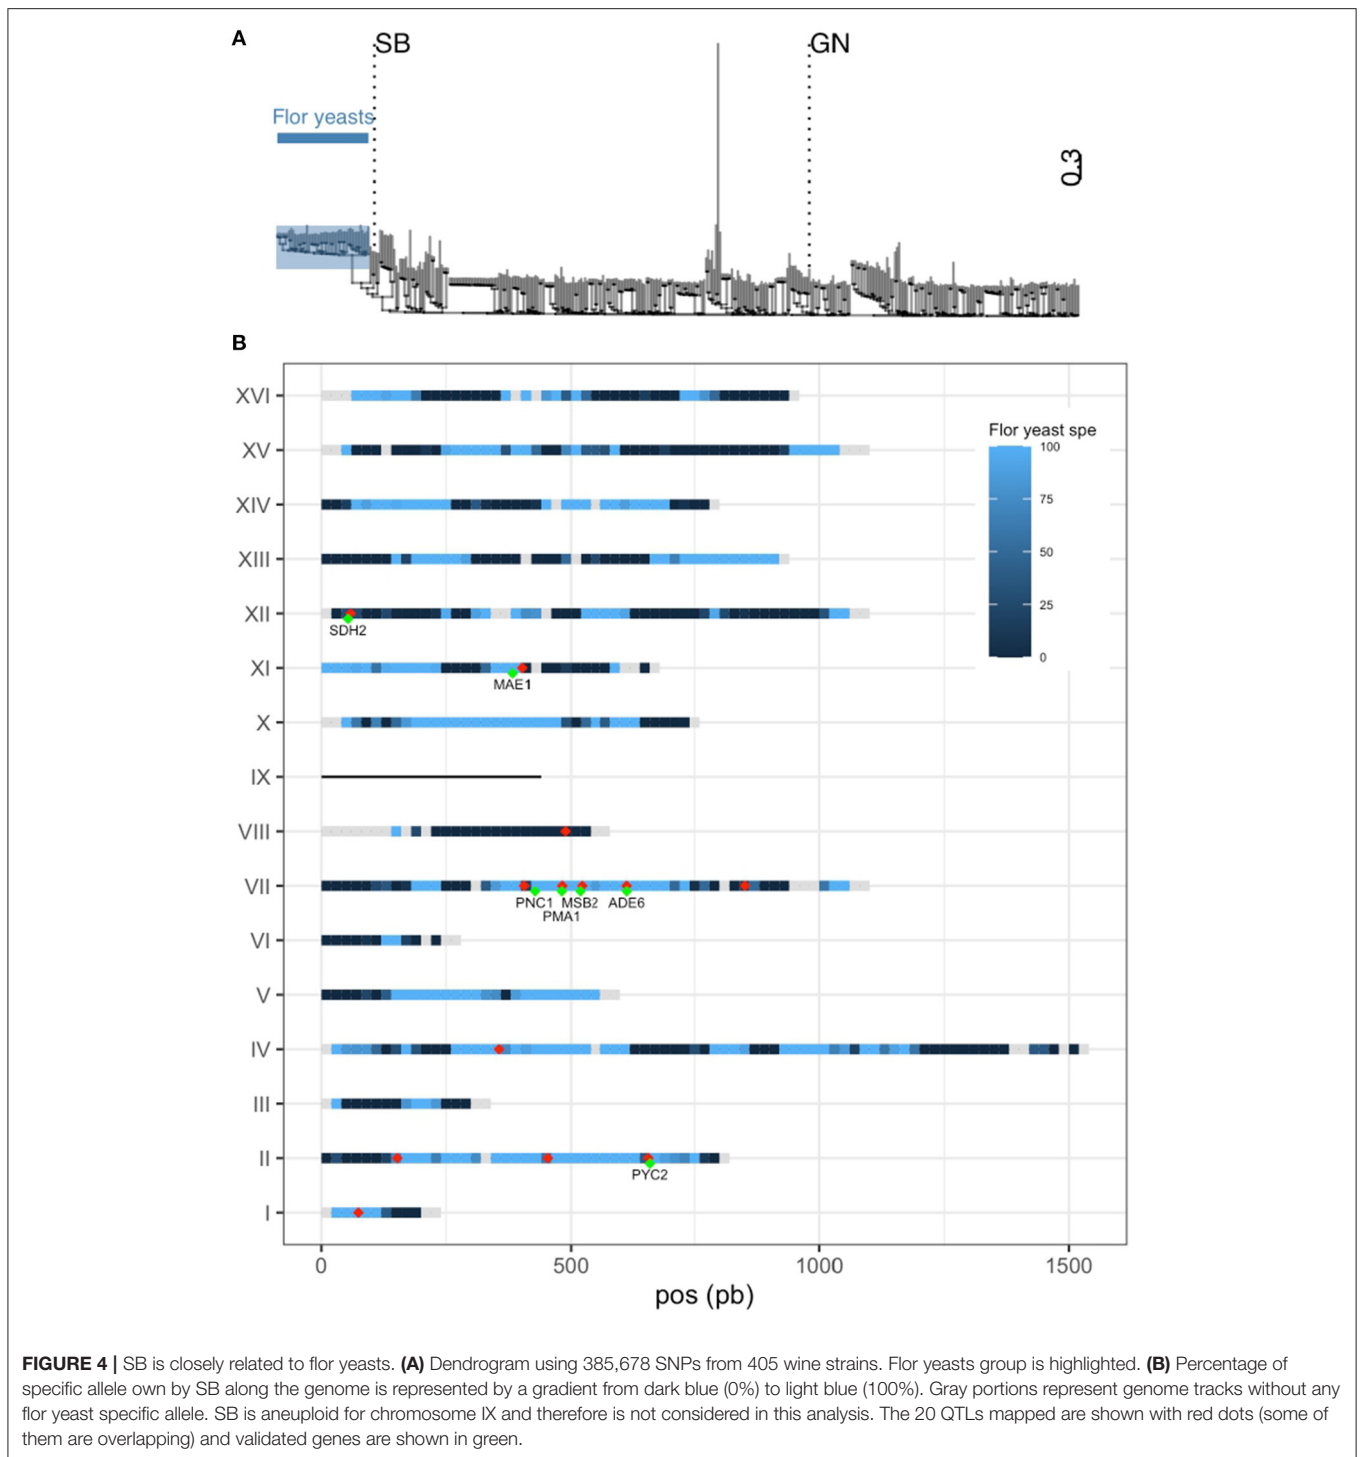 A
SB
GN
Flor yeasts
0.3
B
XVI
XV
XIV
XIII
XII
XI
X
IX
VIII
VII
VI
V
IV
III
II
I
Flor yeast spe
100
75
50
25
0
SDH2
MAE1
PNC1 MSB2 ADE6
PMA1
PYC2
0 500 1000 1500
pos (pb)
FIGURE 4 | SB is closely related to flor yeasts. (A) Dendrogram using 385,678 SNPs from 405 wine strains. Flor yeasts group is highlighted. (B) Percentage of
specific allele own by SB along the genome is represented by a gradient from dark blue (0%) to light blue (100%). Gray portions represent genome tracks without any
flor yeast specific allele. SB is aneuploid for chromosome IX and therefore is not considered in this analysis. The 20 QTLs mapped are shown with red dots (some of
them are overlapping) and validated genes are shown in green.